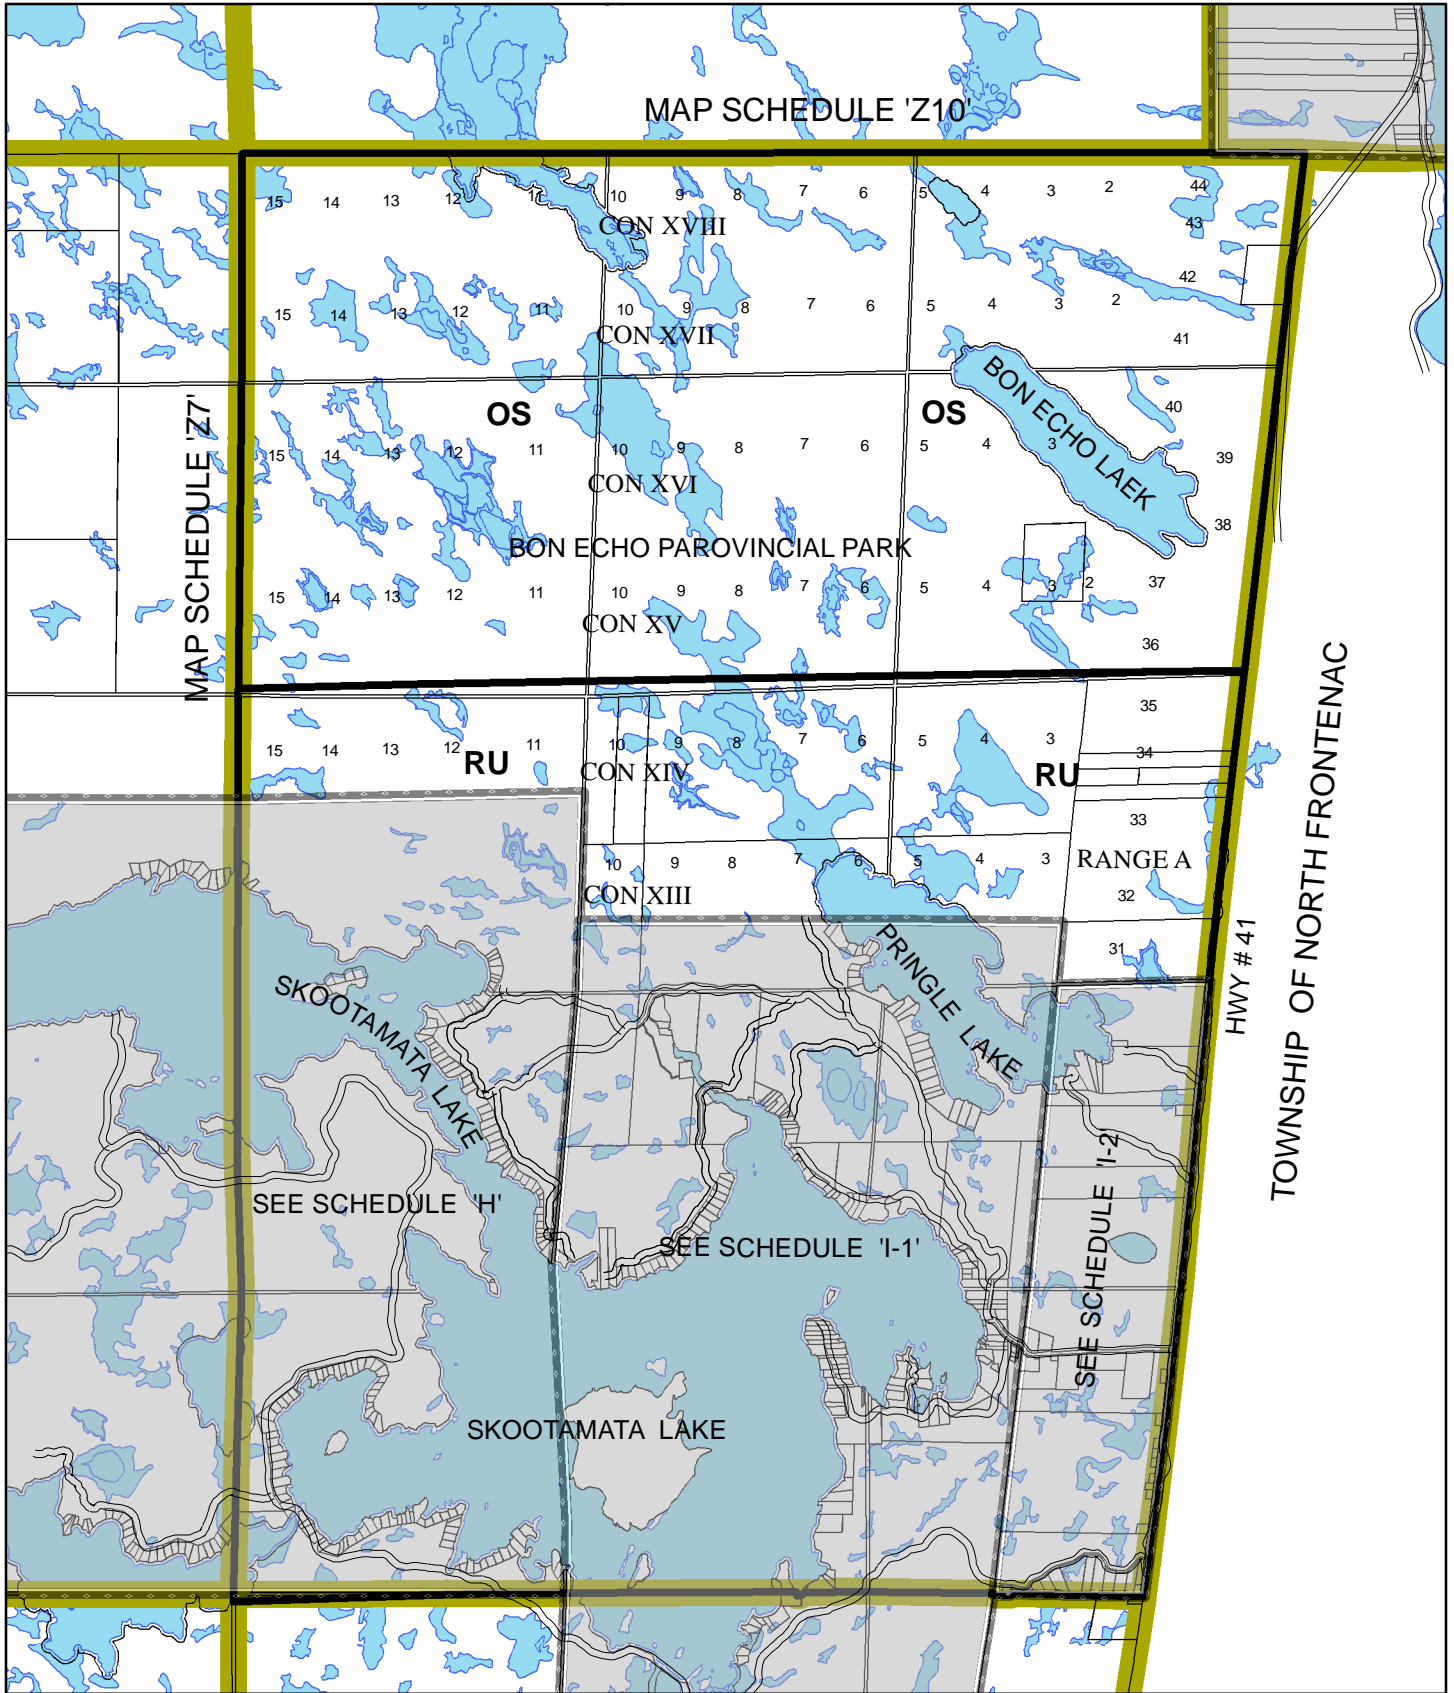 MAP SCHEDULE 'Z10'
15 14 13 12 11 10 9 8 7 6 5 4 3 2 44
CON XVIII
43
42
15 14 13 12 11 10 9 8 7 6 5 4 3 2
CON XVII
41
MAP SCHEDULE 'Z7'
OS
OS
BON ECHO LAEK
40
15 14 13 12 11 10 9 8 7 6 5 4 3
39
CON XVI
38
BON ECHO PAROVINCIAL PARK
15 14 13 12 11 10 9 8 7 6 5 4 3 2 37
CON XV
36
35
15 14 13 12 11 10 9 8 7 6 5 4 3
34
RU
CON XIV
RU
33
10 9 8 7 6 5 4 3
RANGE A
CON XIII
32
31
PRINGLE LAKE
SKOOTAMATA LAKE
HWY # 41
TOWNSHIP OF NORTH FRONTENAC
SEE SCHEDULE 'H'
SEE SCHEDULE 'I-1'
SEE SCHEDULE 'I-2'
SKOOTAMATA LAKE